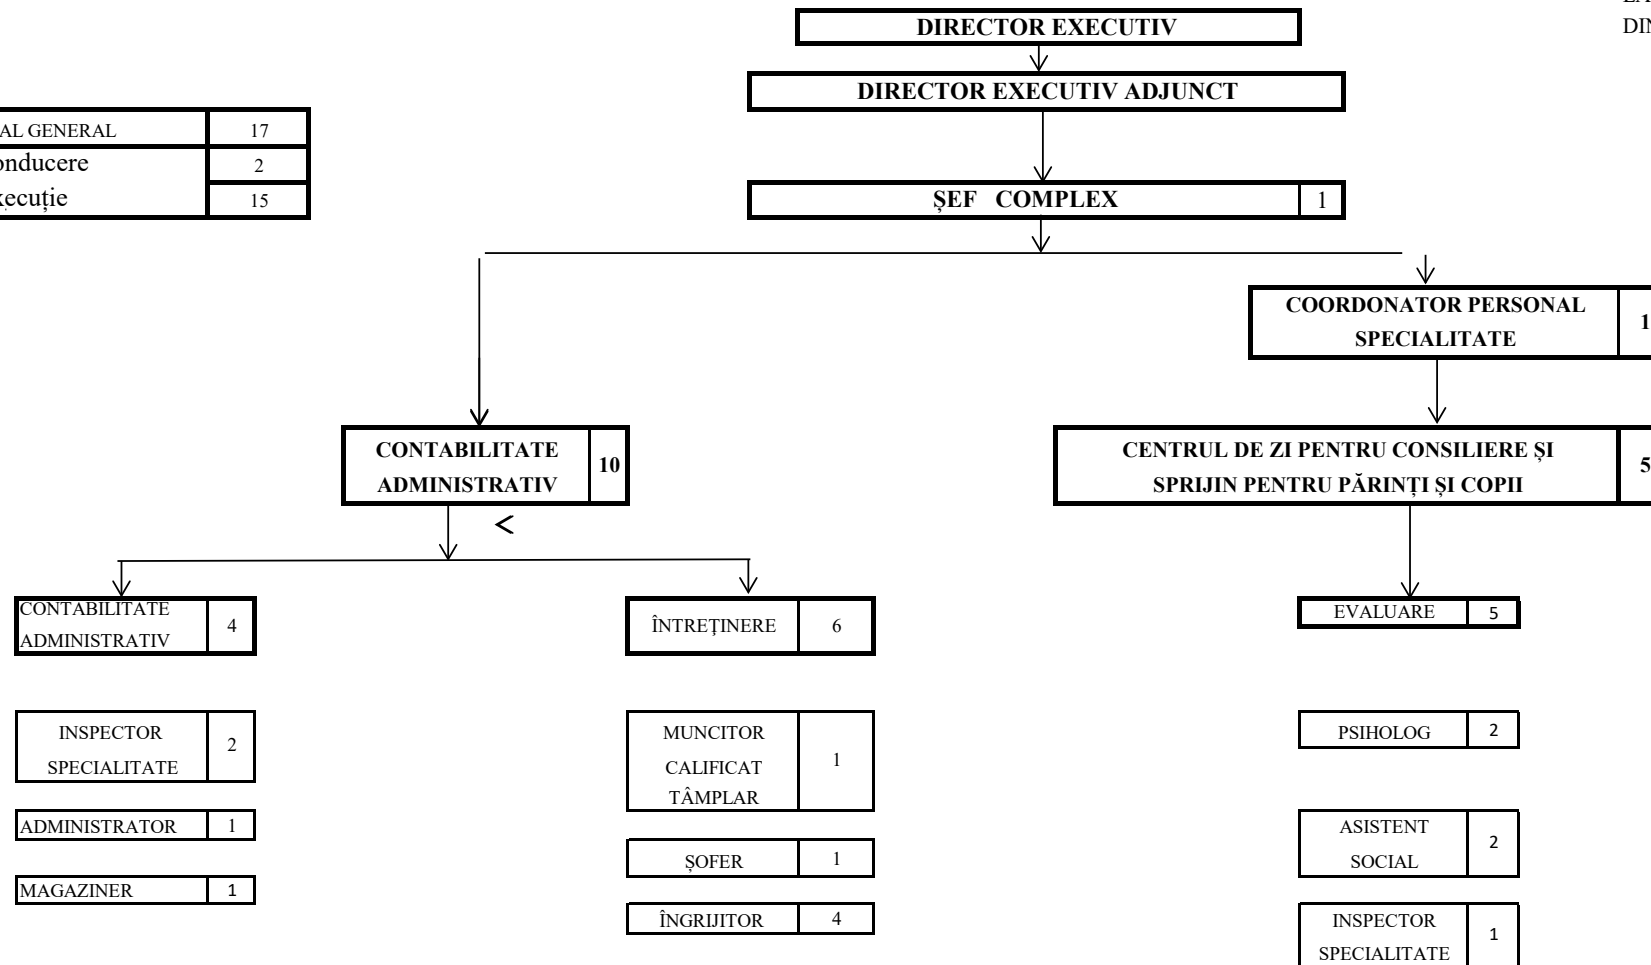 DIRECTOR EXECUTIV
DIN
DIRECTOR EXECUTIV ADJUNCT
AL GENERAL 17
onducere 2
xecuție 15
ȘEF COMPLEX 1
COORDONATOR PERSONAL
SPECIALITATE
1
CONTABILITATE
ADMINISTRATIV
10
CENTRUL DE ZI PENTRU CONSILIERE ȘI
SPRIJIN PENTRU PĂRINȚI ȘI COPII
5
<
CONTABILITATE
ADMINISTRATIV
4
ÎNTREŢINERE 6
EVALUARE 5
INSPECTOR
SPECIALITATE
2
MUNCITOR
CALIFICAT
TÂMPLAR
1
PSIHOLOG 2
ADMINISTRATOR 1
ȘOFER 1
ASISTENT
SOCIAL
2
MAGAZINER 1
ÎNGRIJITOR 4
INSPECTOR
SPECIALITATE
1